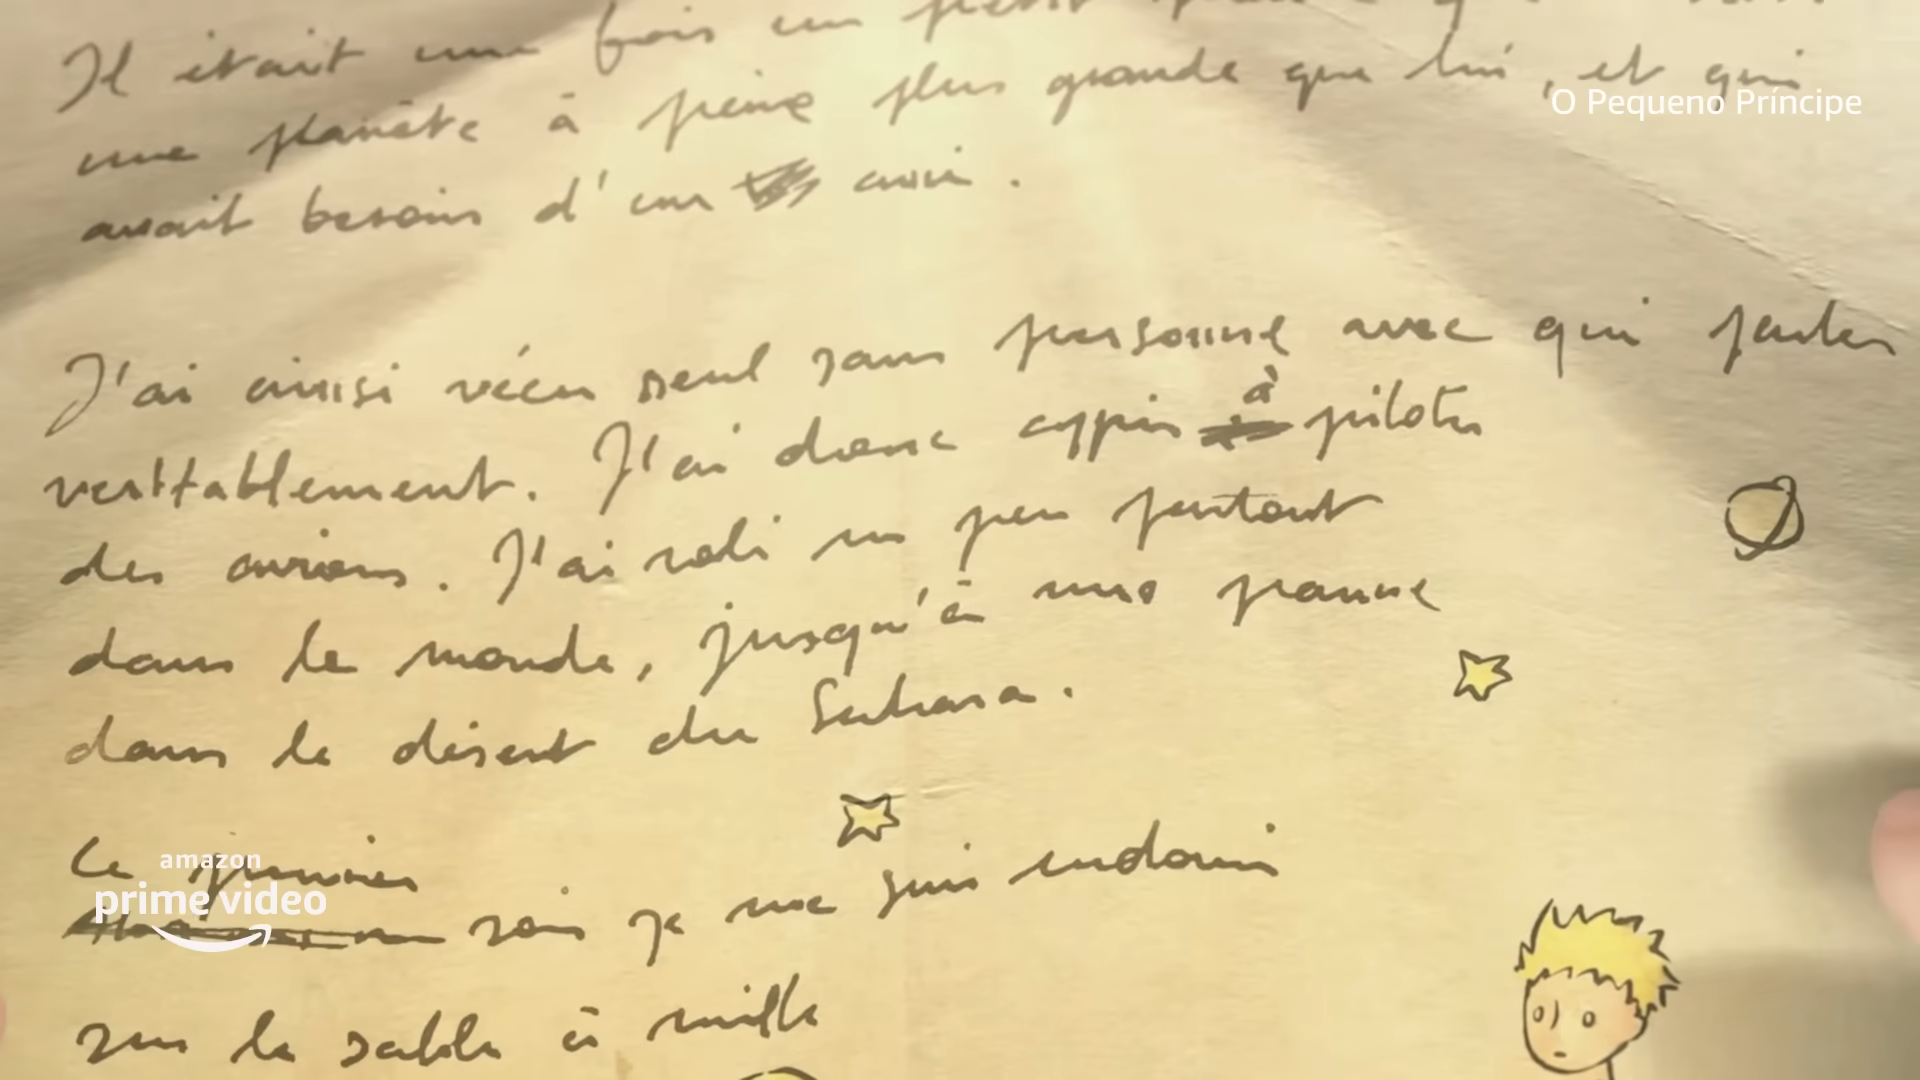 Il était une fois un petit
une planète à peine plus grande que lui, et qui
O Pequeno Príncipe
avait besoin d'un ami.
J'ai ainsi vécu seul sans personne avec qui parler
véritablement. J'ai donc appris à piloter
des avions. J'ai volé un peu partout
dans le monde, jusqu'à une panne
dans le désert du Sahara.
Le premier
amazon
prime video
soir je me suis endormi
sur le sable à mille